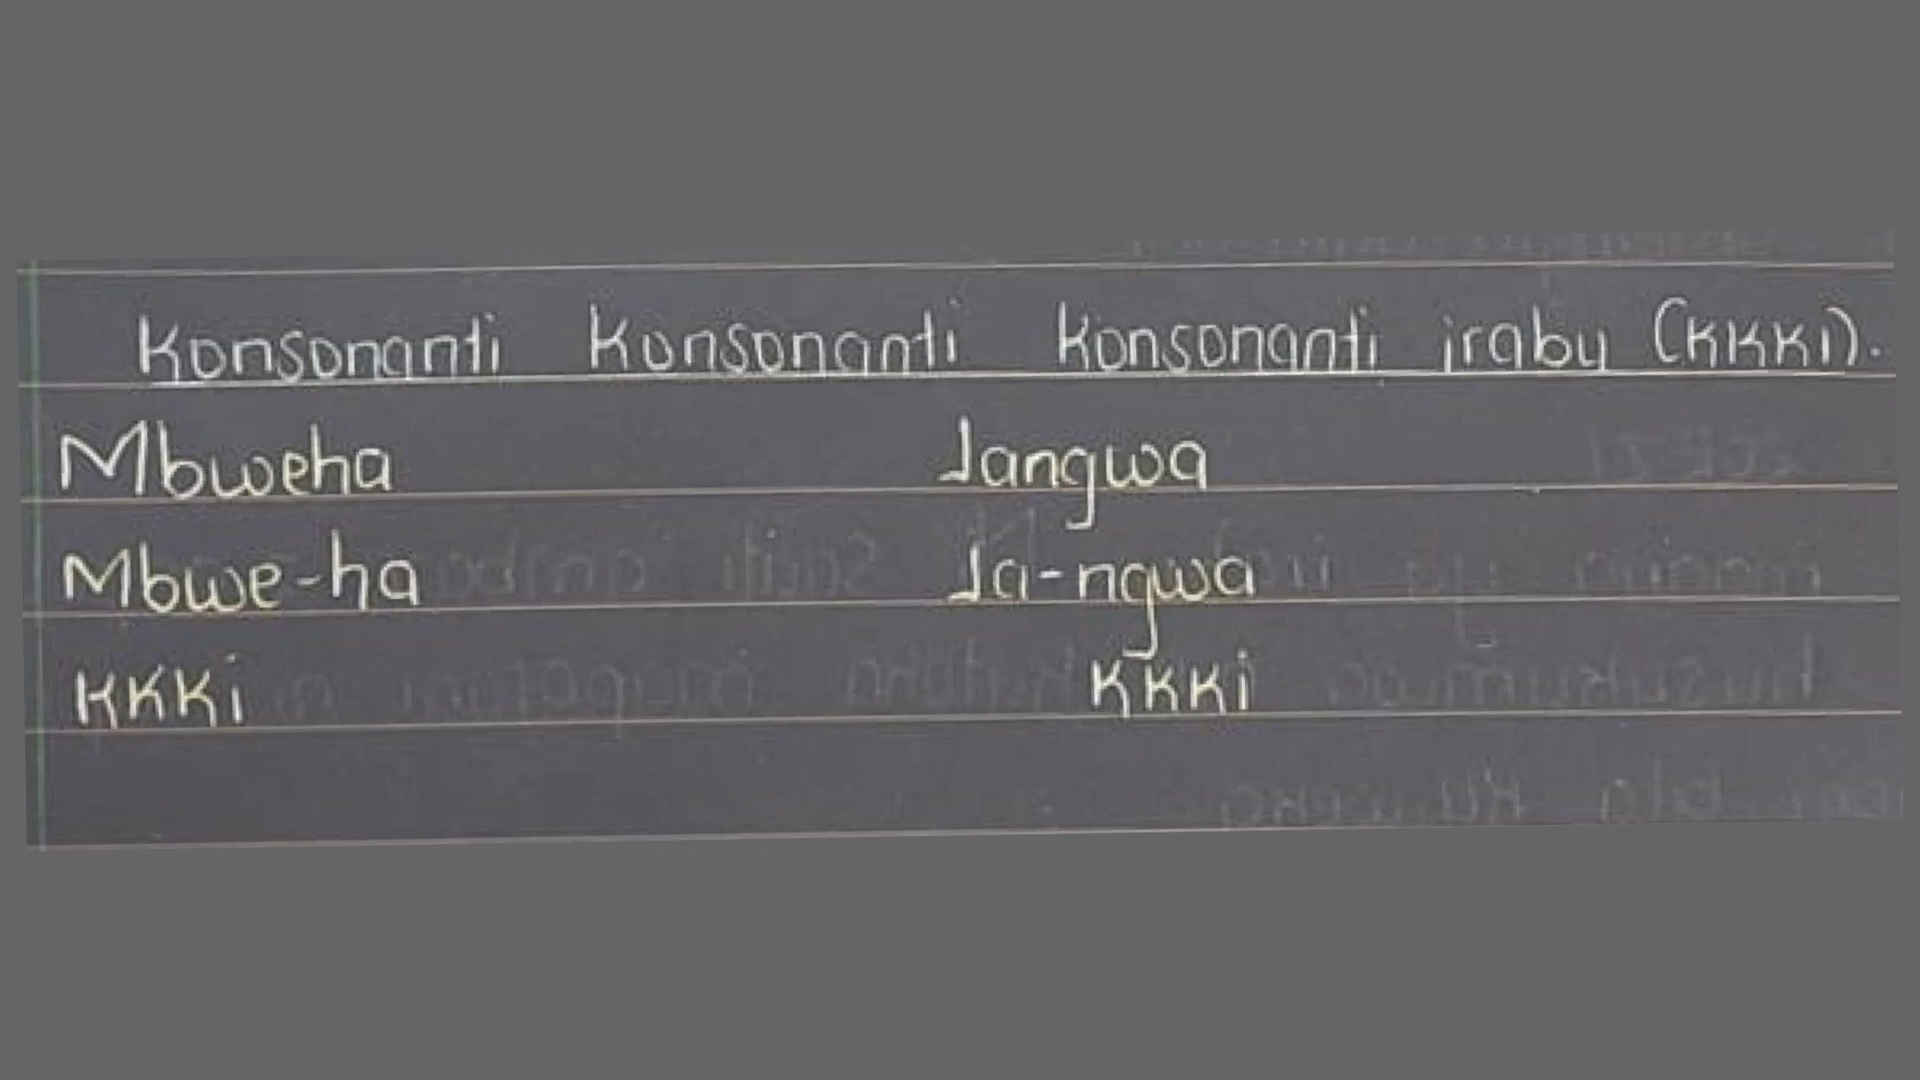 Konsonanti Konsonanti Konsonanti irabu (KKKI).
Mbweha Jangwa
Mbwe-ha Ja-ngwa
KKKi KKKi